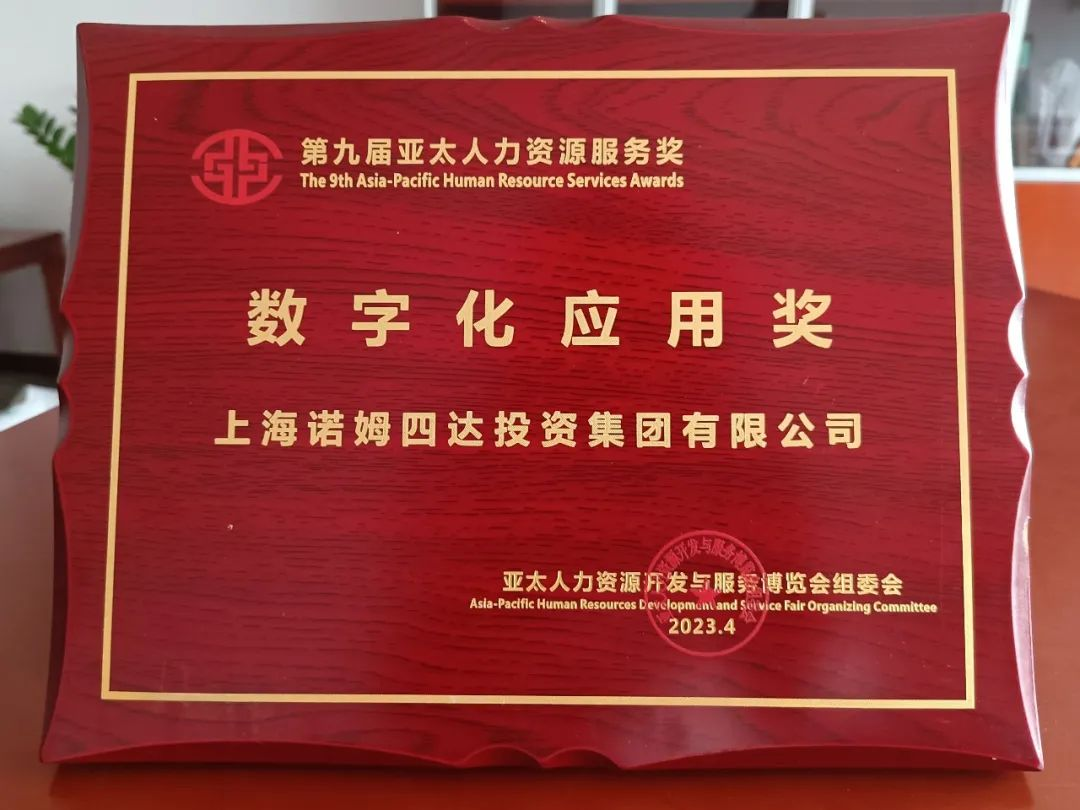 第九届亚太人力资源服务奖
The 9th Asia-Pacific Human Resource Services Awards
数字化应用奖
上海诺姆四达投资集团有限公司
亚太人力资源开发与服务博览会组委会
Asia-Pacific Human Resources Development and Service Fair Organizing Committee
2023.4